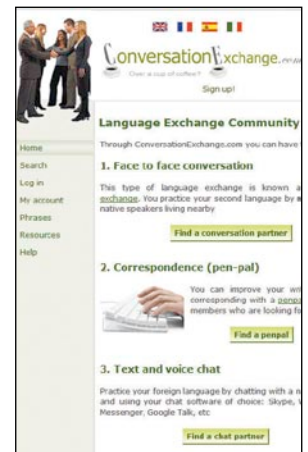 ConversationExchange.com
Over a cup of coffee?
Sign up!
Language Exchange Community
Home
Search
Log in
My account
Phrases
Resources
Help
Through ConversationExchange.com you can have
1. Face to face conversation
This type of language exchange is known a
exchange. You practice your second language by
native speakers living nearby
Find a conversation partner
2. Correspondence (pen-pal)
You can improve your wri
corresponding with a penpa
members who are looking fo
Find a penpal
3. Text and voice chat
Practice your foreign language by chatting with a n
and using your chat software of choice: Skype,
Messenger, Google Talk, etc
Find a chat partner